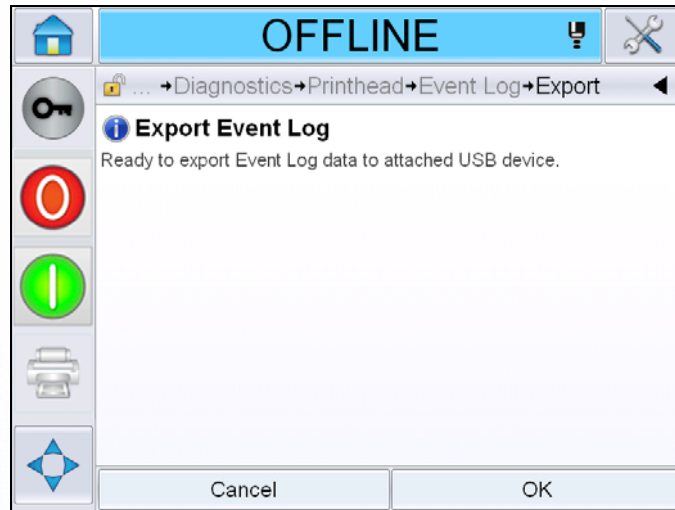 OFFLINE
... →Diagnostics→Printhead→Event Log→Export
Export Event Log
Ready to export Event Log data to attached USB device.
Cancel
OK